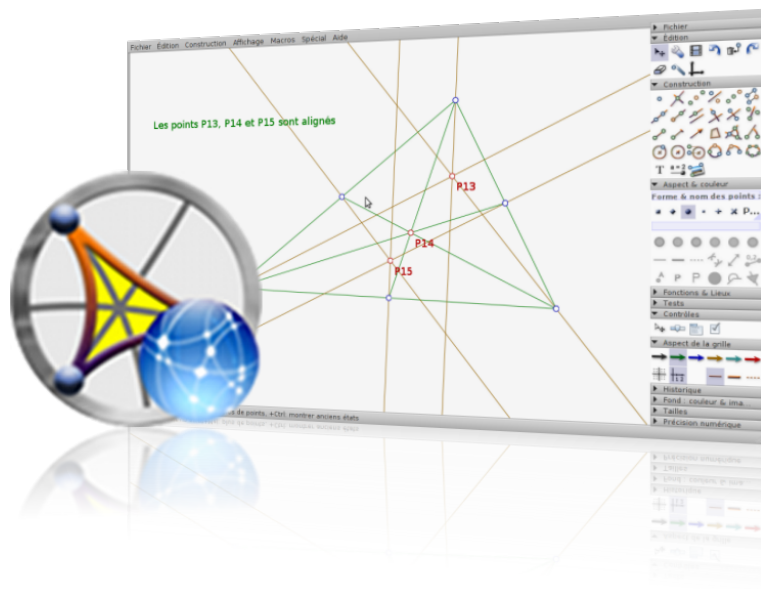 Fichier Édition Construction Affichage Macros Spécial Aide
Les points P13, P14 et P15 sont alignés
P13
P14
P15
de points, +Ctrl: montrer anciens états
Fichier
Édition
Construction
T
Aspect & couleur
Forme & nom des points :
P...
Fonctions & Lieux
Tests
Contrôles
Aspect de la grille
Historique
Fond : couleur & ima...
Tailles
Précision numérique